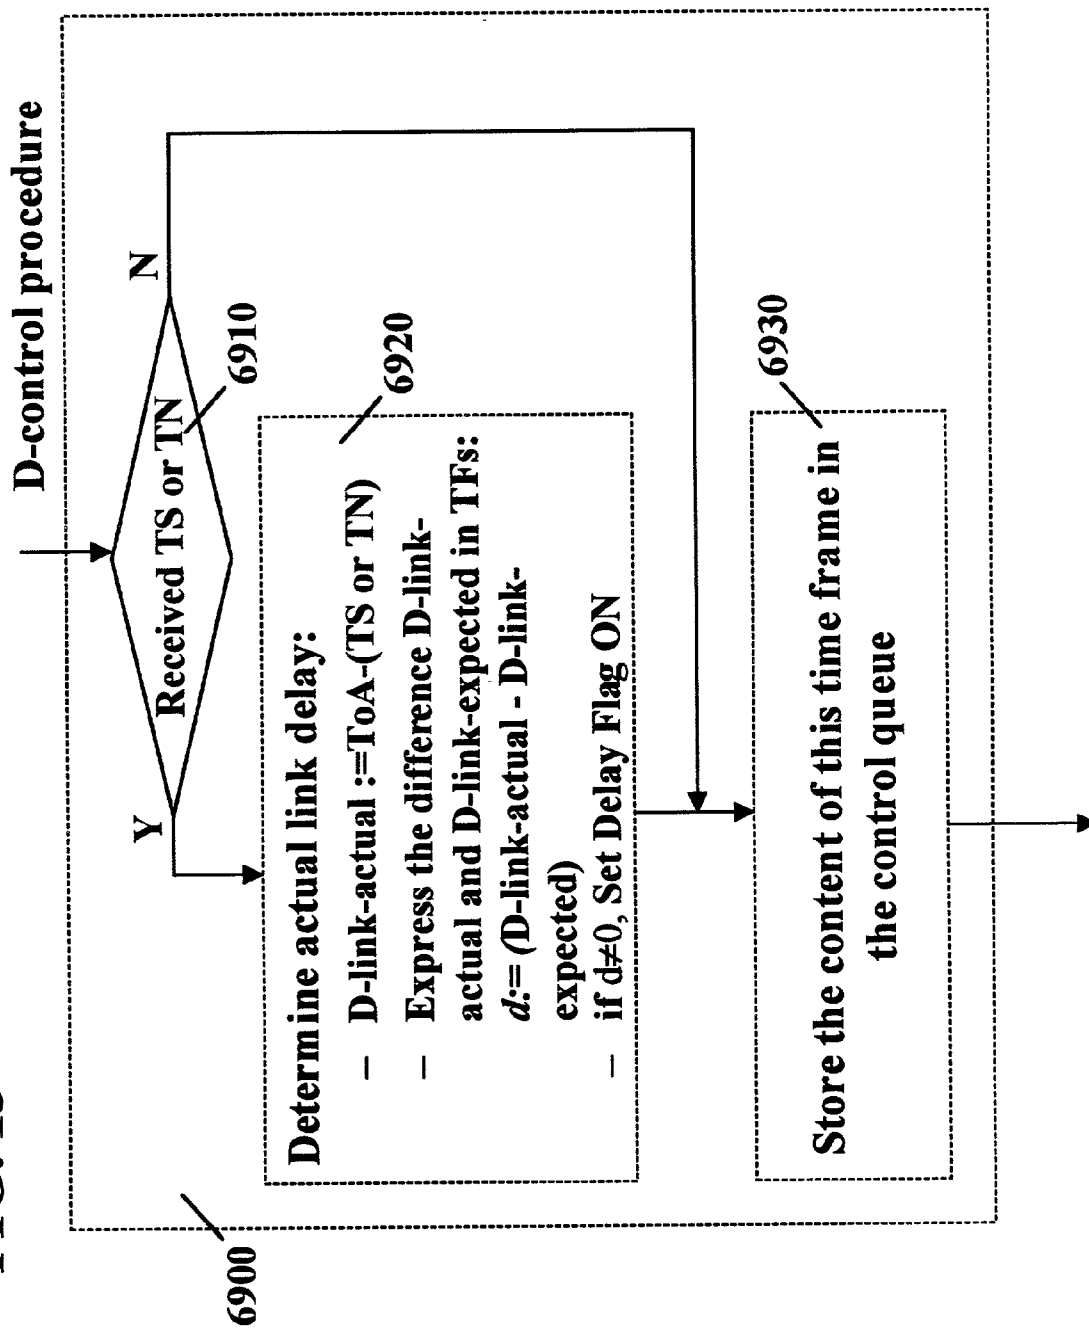 D-control procedure
Received TS or TN
Y
N
6910
Determine actual link delay:
– D-link-actual :=ToA-(TS or TN)
– Express the difference D-link-
actual and D-link-expected in TFs:
d:= (D-link-actual - D-link-
expected)
– if d≠0, Set Delay Flag ON
6920
Store the content of this time frame in
the control queue
6930
6900